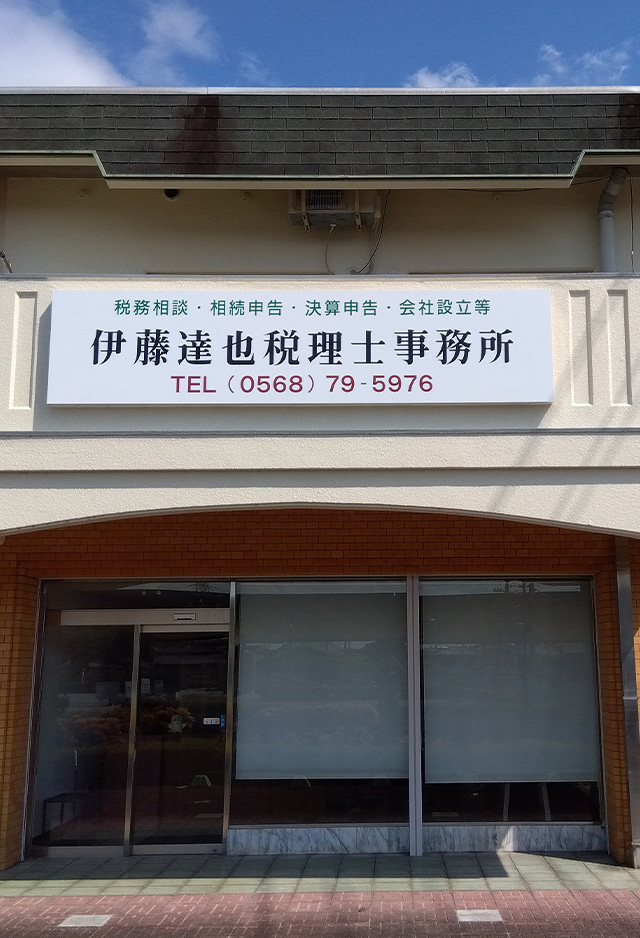 税務相談・相続申告・決算申告・会社設立等
伊藤達也税理士事務所
TEL（0568）79-5976